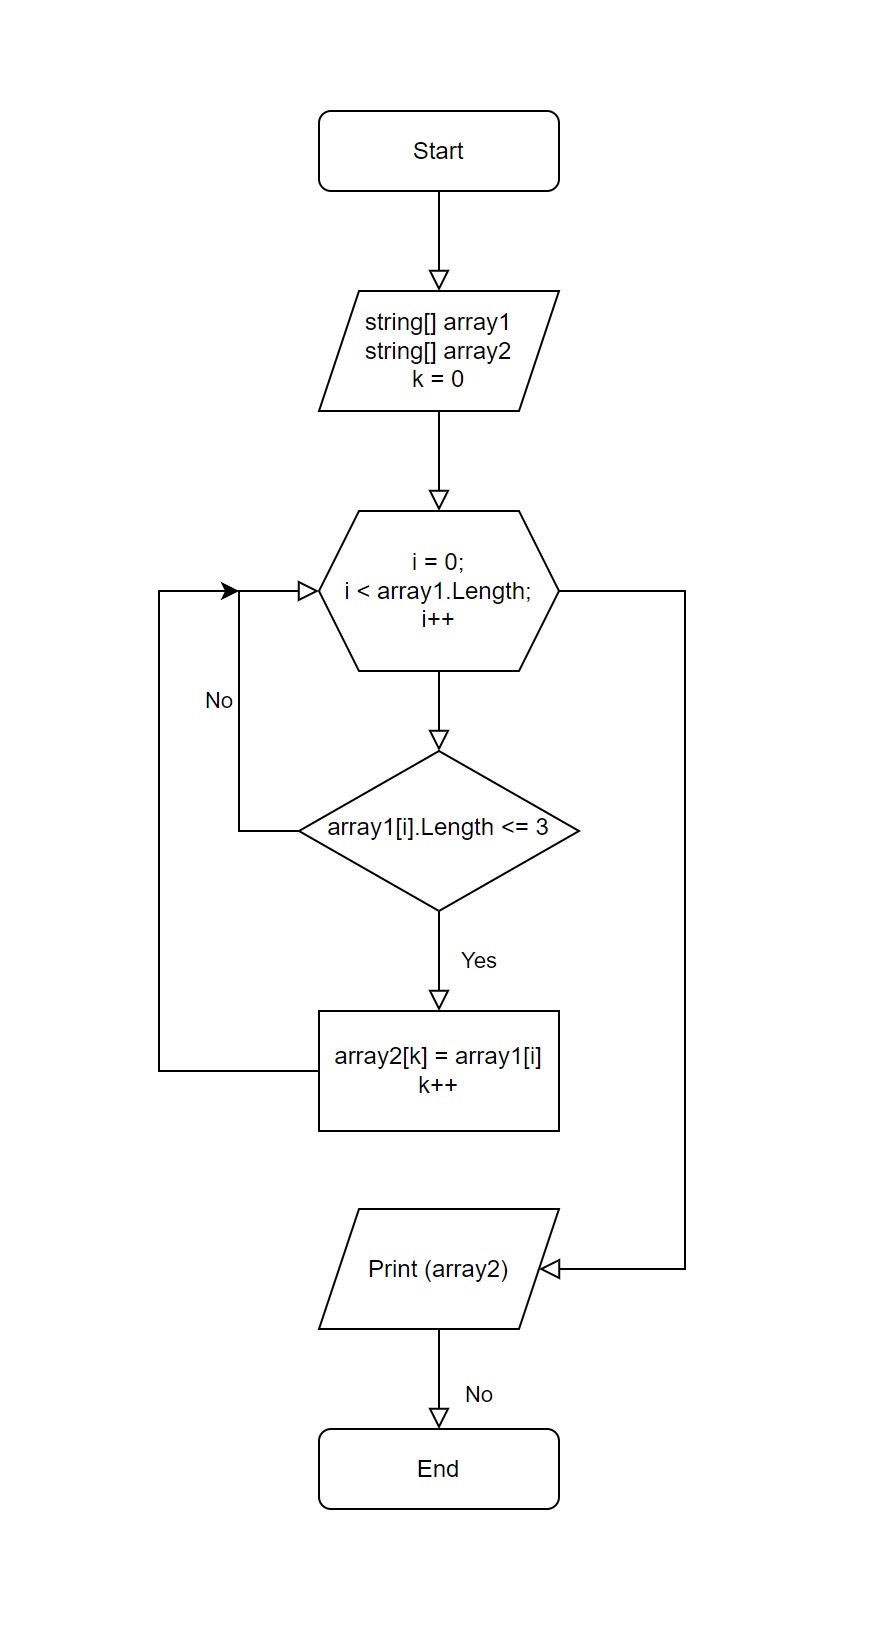 Start
string[] array1
string[] array2
k = 0
i = 0;
i < array1.Length;
i++
No
array1[i].Length <= 3
Yes
array2[k] = array1[i]
k++
Print (array2)
No
End